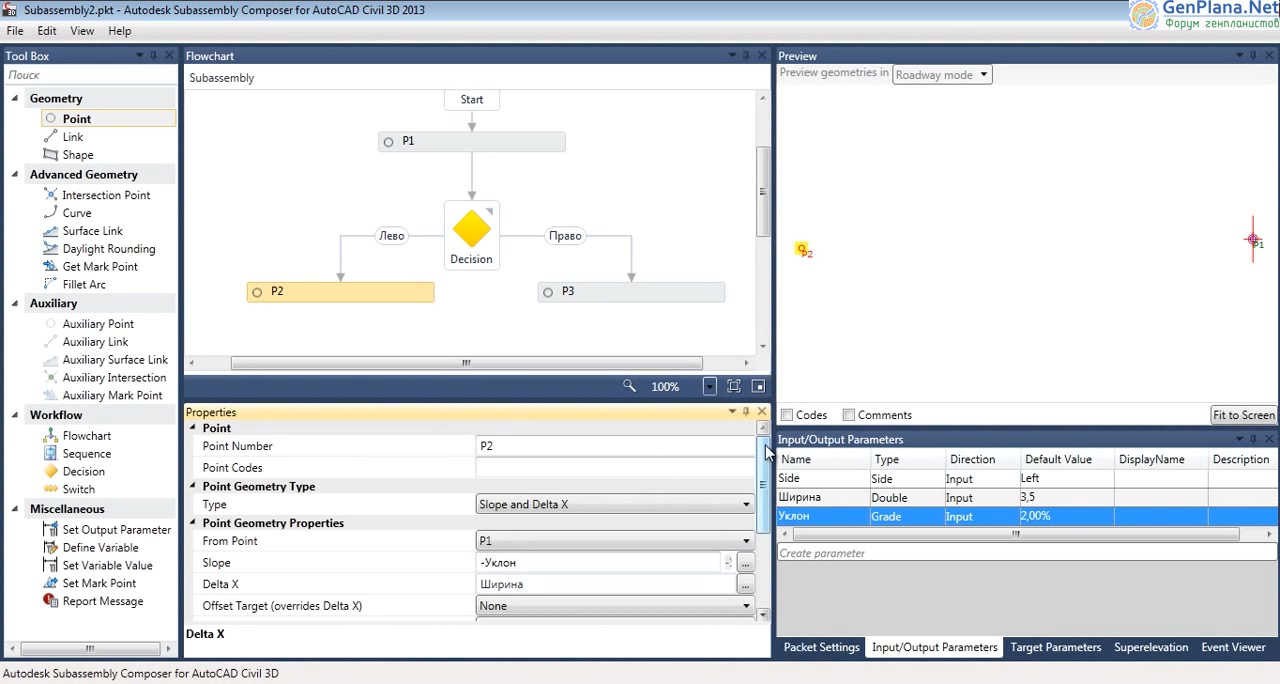 Subassembly2.pkt - Autodesk Subassembly Composer for AutoCAD Civil 3D 2013
GenPlana.Net
Форум генпланистов
File Edit View Help
Tool Box
Поиск
Geometry
Point
Link
Shape
Advanced Geometry
Intersection Point
Curve
Surface Link
Daylight Rounding
Get Mark Point
Fillet Arc
Auxiliary
Auxiliary Point
Auxiliary Link
Auxiliary Surface Link
Auxiliary Intersection
Auxiliary Mark Point
Workflow
Flowchart
Sequence
Decision
Switch
Miscellaneous
Set Output Parameter
Define Variable
Set Variable Value
Set Mark Point
Report Message
Flowchart
Subassembly
Start
P1
Лево
Право
Decision
P2
P3
100%
Properties
Point
Point Number P2
Point Codes
Point Geometry Type
Type Slope and Delta X
Point Geometry Properties
From Point P1
Slope -Уклон ...
Delta X Ширина ...
Offset Target (overrides Delta X) None
Delta X
Preview
Preview geometries in Roadway mode
P2
P1
Codes Comments Fit to Screen
Input/Output Parameters
Name Type Direction Default Value DisplayName Description
Side Side Input Left
Ширина Double Input 3,5
Уклон Grade Input 2,00%
Create parameter
Packet Settings Input/Output Parameters Target Parameters Superelevation Event Viewer
Autodesk Subassembly Composer for AutoCAD Civil 3D